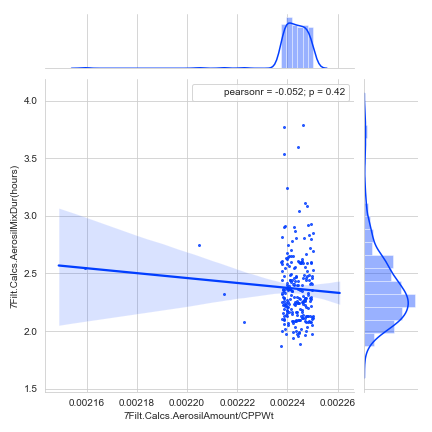 pearsonr = -0.052; p = 0.42
4.0
3.5
3.0
2.5
2.0
1.5
7Filt.Calcs.AerosilMixDur(hours)
0.00216 0.00218 0.00220 0.00222 0.00224 0.00226
7Filt.Calcs.AerosilAmount/CPPWt